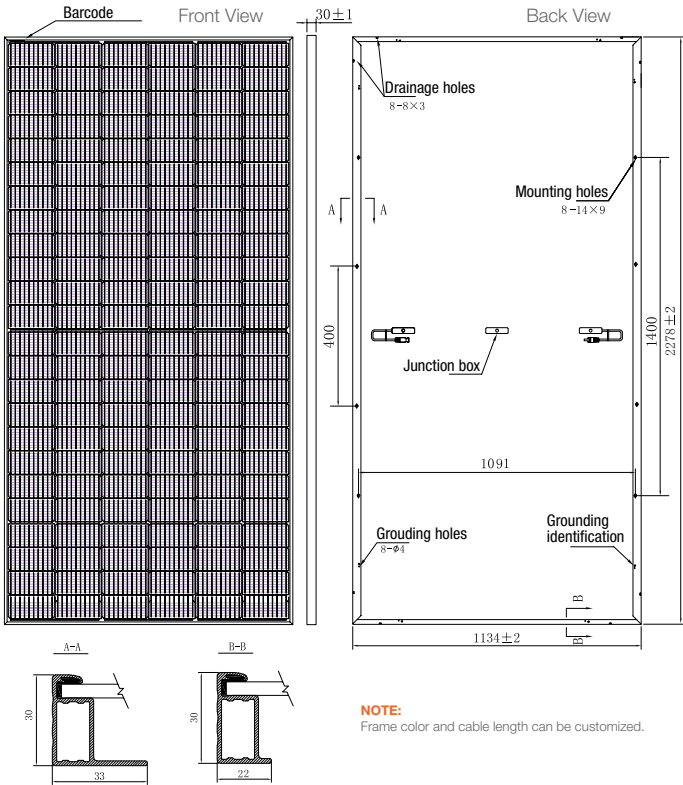 Barcode
Front View
30±1
Back View
Drainage holes
8-8×3
Mounting holes
8-14×9
A
A
400
1400
2278±2
Junction box
1091
Grouding holes
8-ø4
Grounding
identification
B
B
1134±2
A-A
B-B
30
33
30
22
NOTE:
Frame color and cable length can be customized.